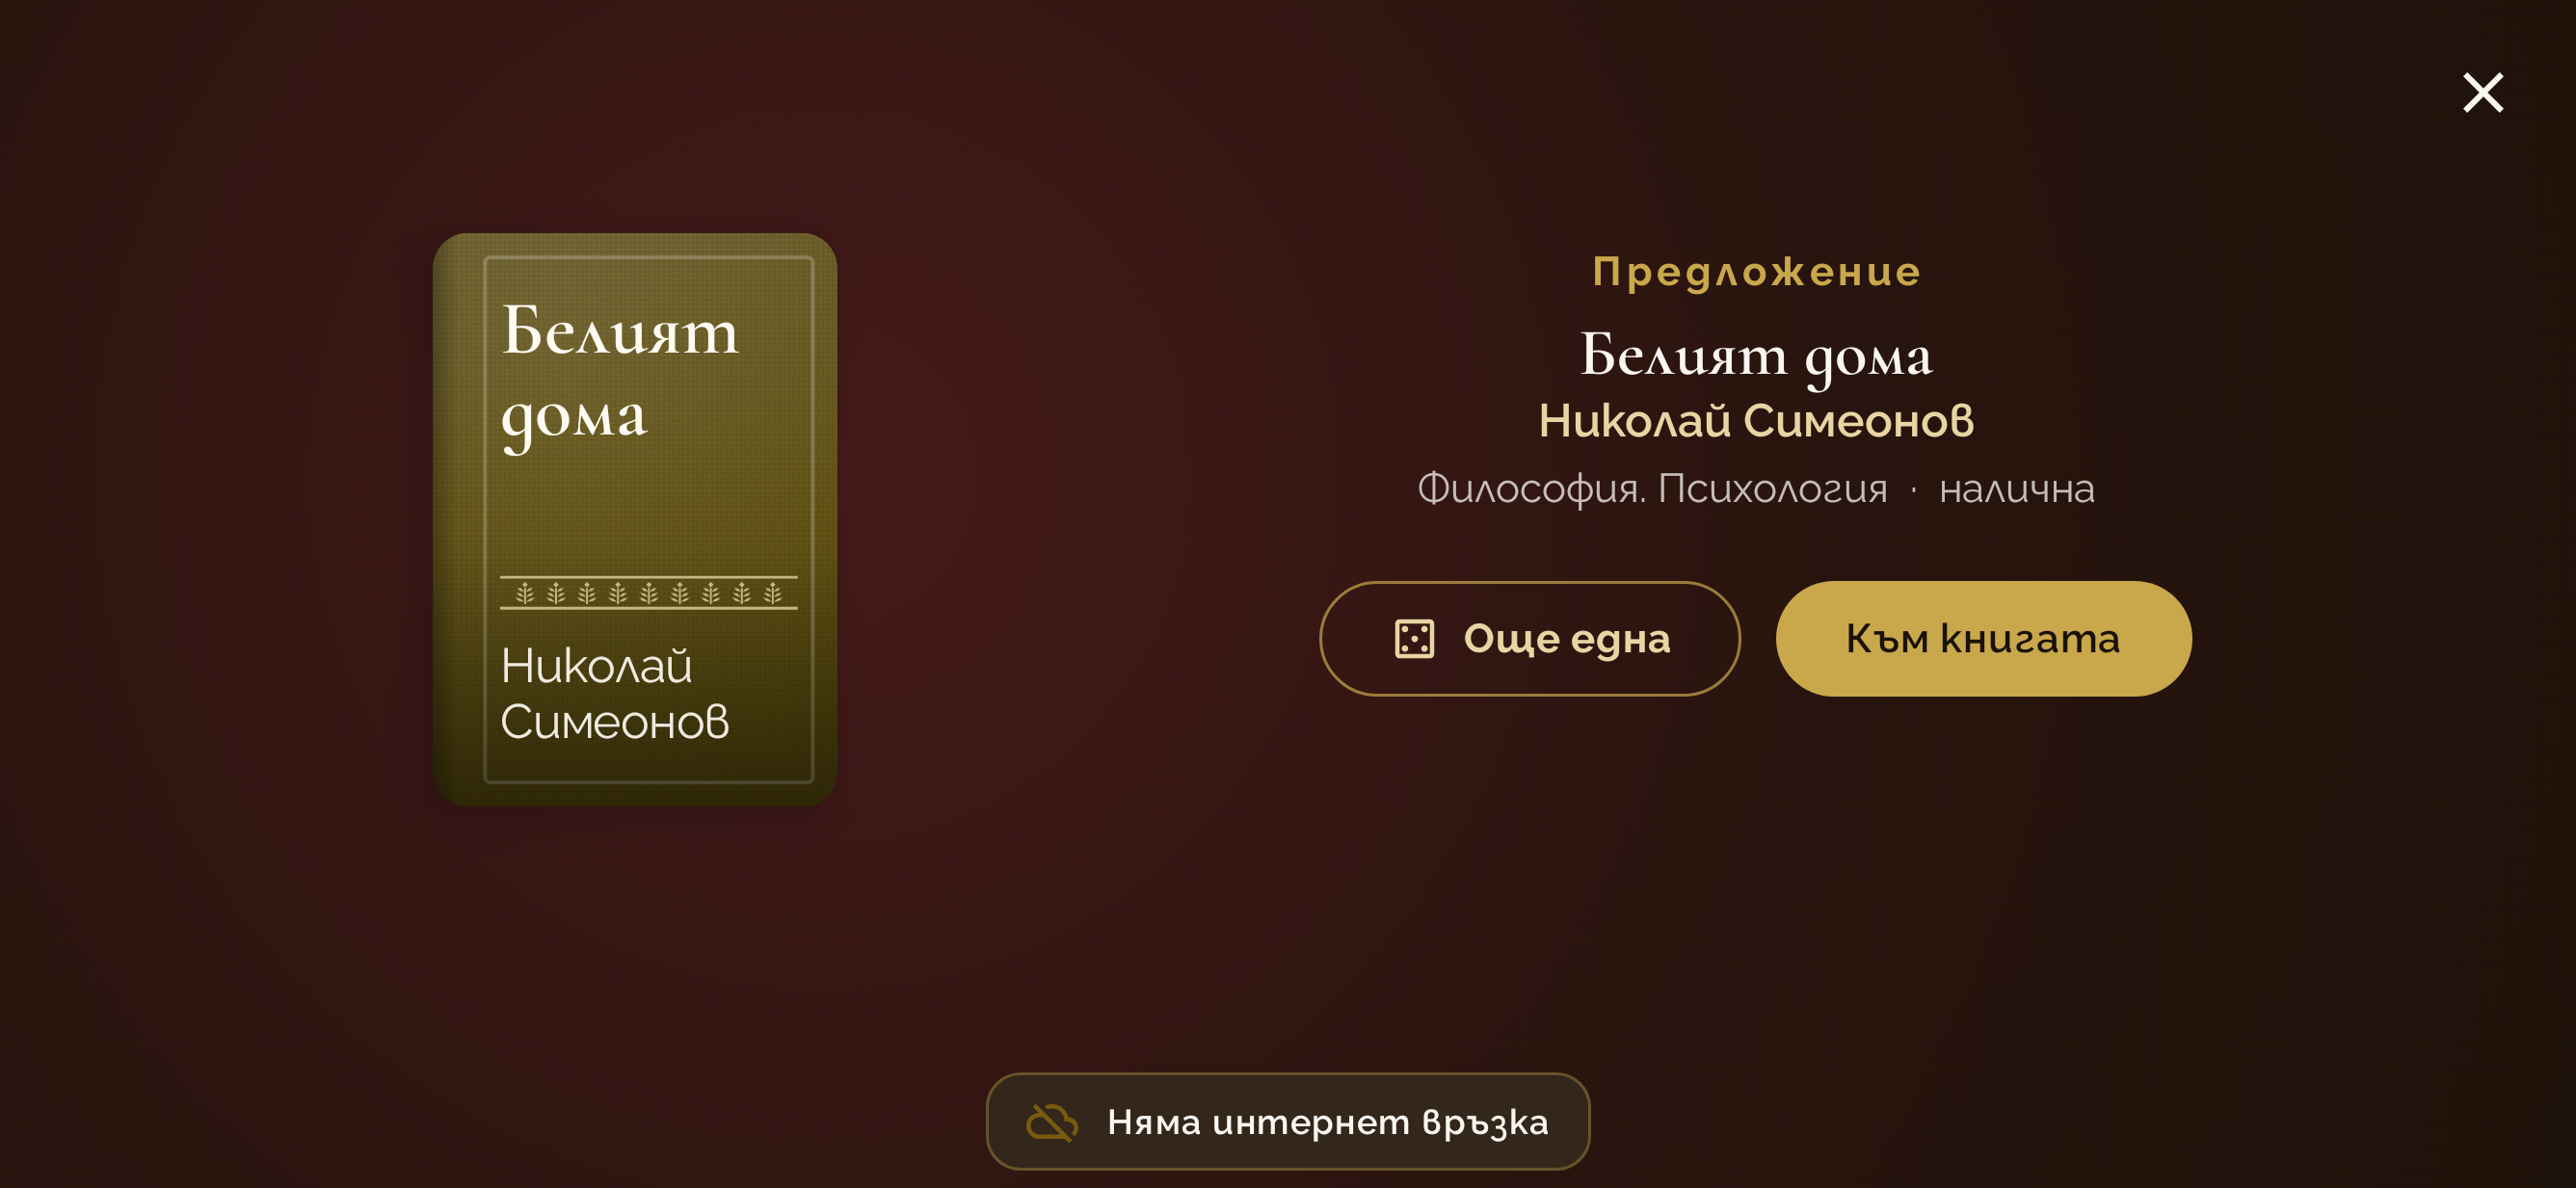 Белият
дома
Николай
Симеонов
Предложение
Белият дома
Николай Симеонов
Философия. Психология · налична
Още една
Към книгата
Няма интернет връзка